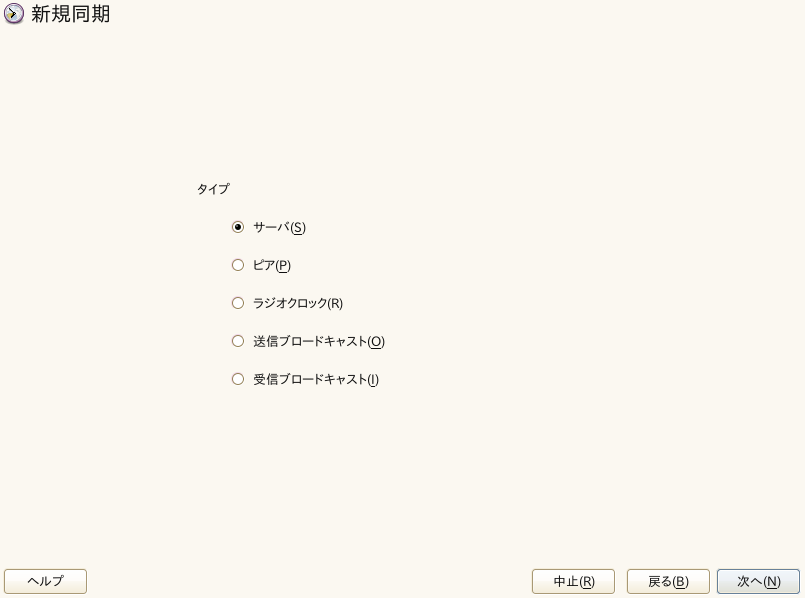 新規同期
タイプ
サーバ(S)
ピア(P)
ラジオクロック(R)
送信ブロードキャスト(O)
受信ブロードキャスト(I)
ヘルプ 中止(R) 戻る(B) 次へ(N)